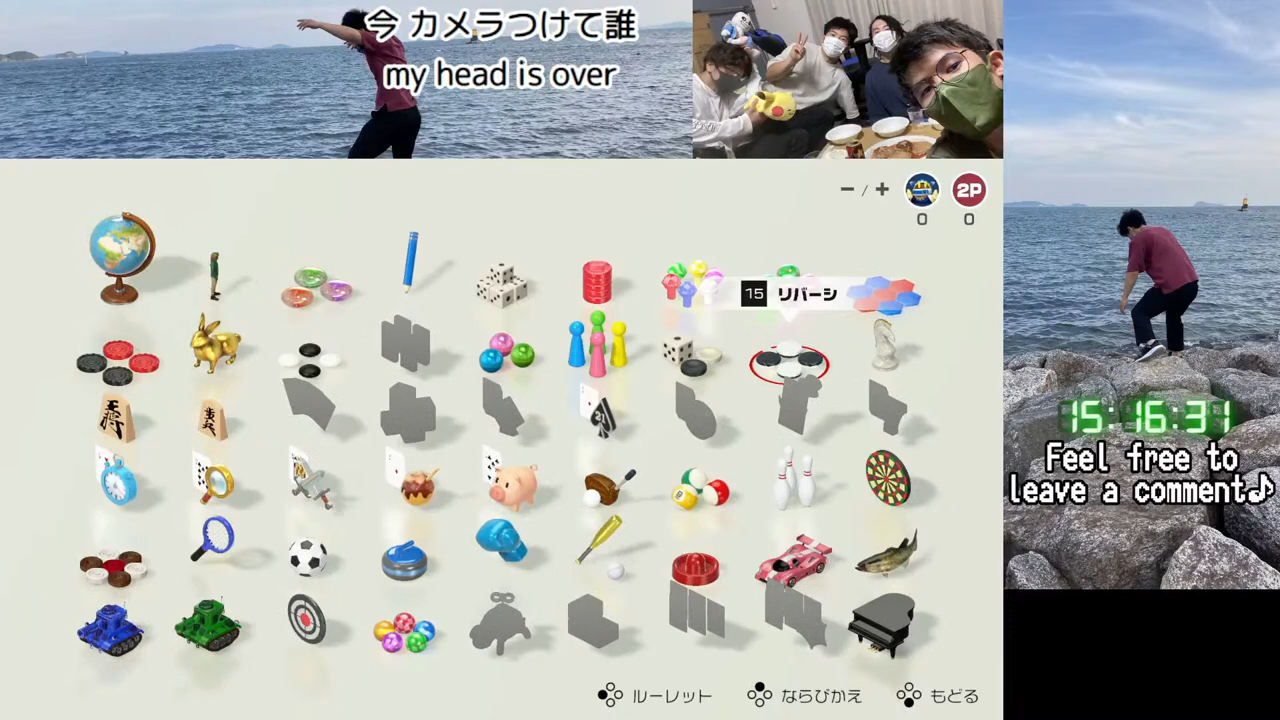 今 カメラつけて誰
my head is over
− / +
2P
0
0
15 リバーシ
15:16:31
Feel free to
leave a comment♪
ルーレット
ならびかえ
もどる